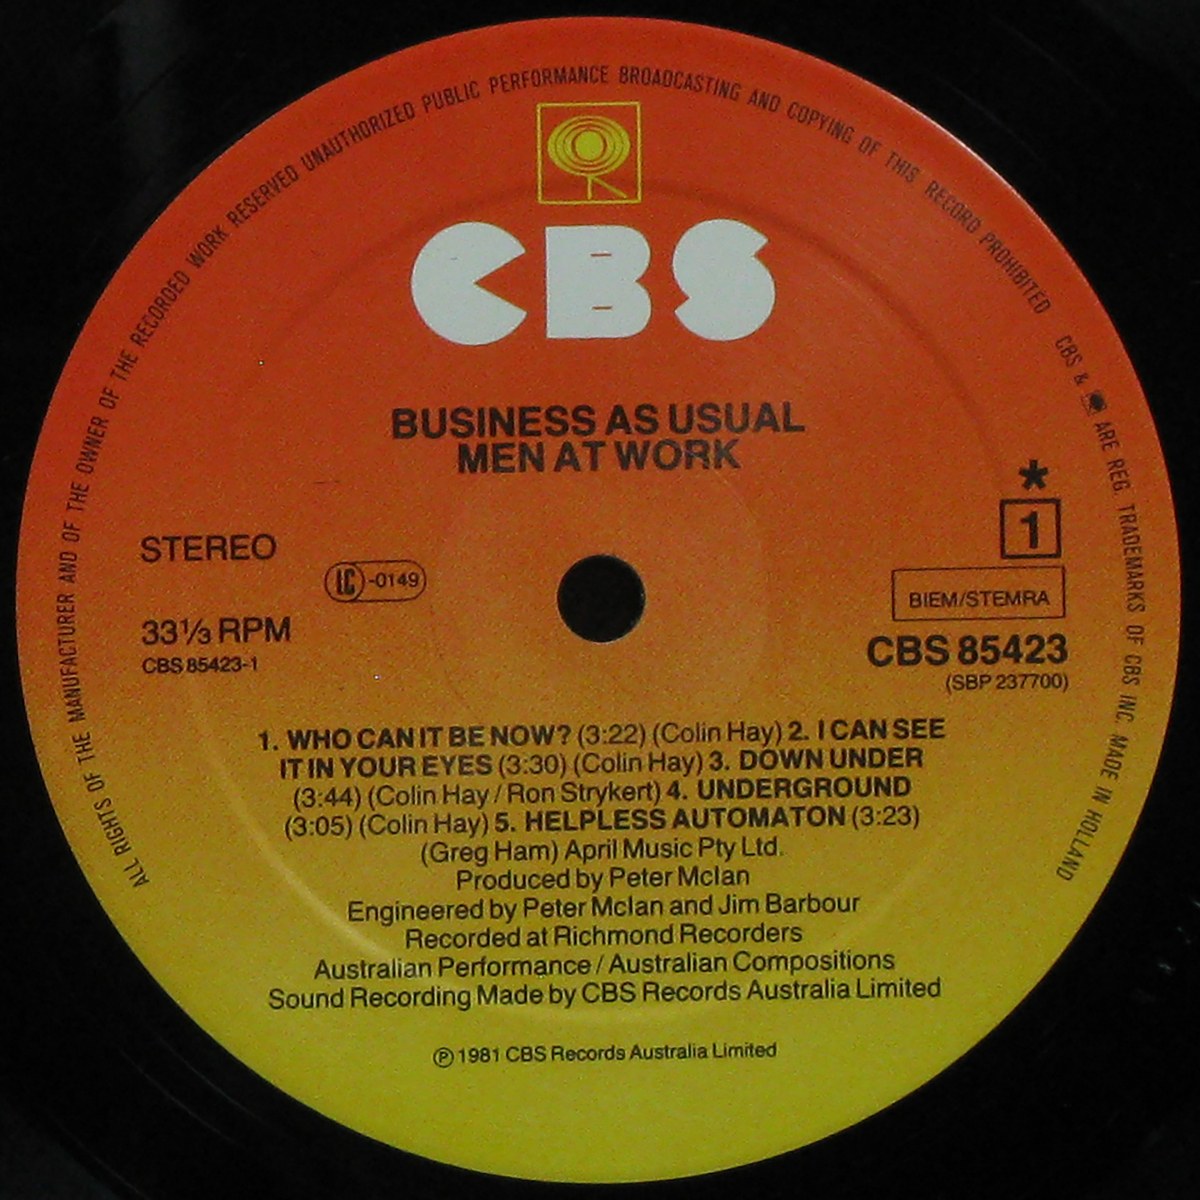 ALL RIGHTS OF THE MANUFACTURER AND OF THE OWNER OF THE RECORDED WORK RESERVED UNAUTHORIZED PUBLIC PERFORMANCE BROADCASTING AND COPYING OF THIS RECORD PROHIBITED CBS & ARE REG. TRADEMARKS OF CBS INC. MADE IN HOLLAND
CBS
BUSINESS AS USUAL
MEN AT WORK
*
STEREO
1
LC-0149
BIEM/STEMRA
33⅓ RPM
CBS 85423
CBS 85423-1
(SBP 237700)
1. WHO CAN IT BE NOW? (3:22) (Colin Hay) 2. I CAN SEE
IT IN YOUR EYES (3:30) (Colin Hay) 3. DOWN UNDER
(3:44) (Colin Hay / Ron Strykert) 4. UNDERGROUND
(3:05) (Colin Hay) 5. HELPLESS AUTOMATON (3:23)
(Greg Ham) April Music Pty Ltd.
Produced by Peter McIan
Engineered by Peter McIan and Jim Barbour
Recorded at Richmond Recorders
Australian Performance / Australian Compositions
Sound Recording Made by CBS Records Australia Limited
℗ 1981 CBS Records Australia Limited